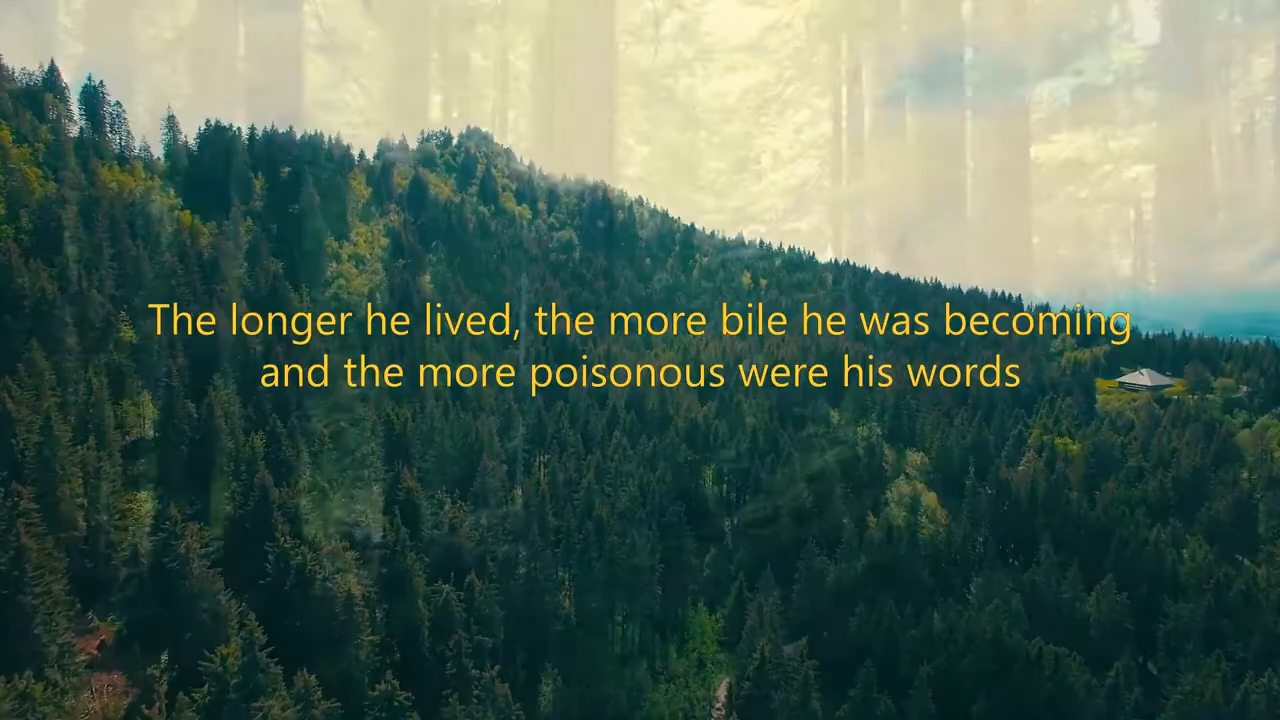 The longer he lived, the more bile he was becoming
and the more poisonous were his words